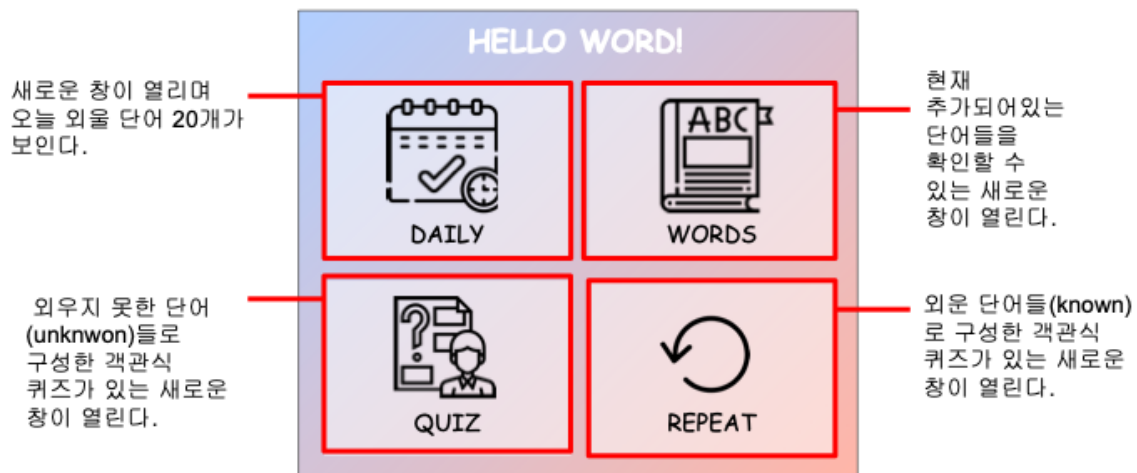 HELLO WORD!
새로운 창이 열리며
오늘 외울 단어 20개가
보인다.
DAILY
ABC
WORDS
현재
추가되어있는
단어들을
확인할 수
있는 새로운
창이 열린다.
외우지 못한 단어
(unknwon)들로
구성한 객관식
퀴즈가 있는 새로운
창이 열린다.
?
QUIZ
REPEAT
외운 단어들(known)
로 구성한 객관식
퀴즈가 있는 새로운
창이 열린다.